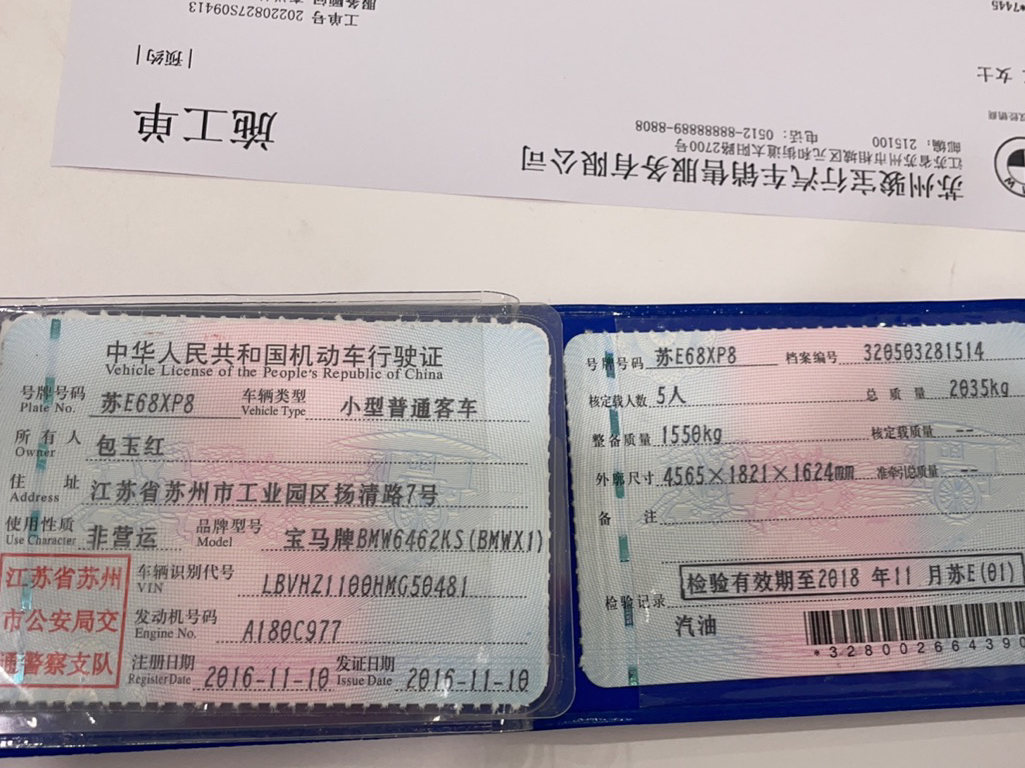 工单号 20220827S09413
| 预约 |
施工单
女士
*7445
苏州骏宝行汽车销售服务有限公司
江苏省苏州市相城区元和街道太阳路2700号
邮编：215100 电话：0512-88888889-8808
中华人民共和国机动车行驶证
Vehicle License of the People's Republic of China
号牌号码 Plate No. 苏E68XP8 车辆类型 Vehicle Type 小型普通客车
所有人 Owner 包玉红
住址 Address 江苏省苏州市工业园区扬清路7号
使用性质 Use Character 非营运 品牌型号 Model 宝马牌BMW6462KS(BMWX1)
车辆识别代号 VIN LBVHZ1100HMG50481
发动机号码 Engine No. A180C977
注册日期 Register Date 2016-11-10 发证日期 Issue Date 2016-11-10
江苏省苏州
市公安局交
通警察支队
号牌号码 苏E68XP8 档案编号 320503281514
核定载人数 5人 总质量 2035kg
整备质量 1550kg 核定载质量 --
外廓尺寸 4565×1821×1624mm 准牵引总质量 --
备注
检验记录 检验有效期至2018年11月苏E(01)
汽油
*328002664390